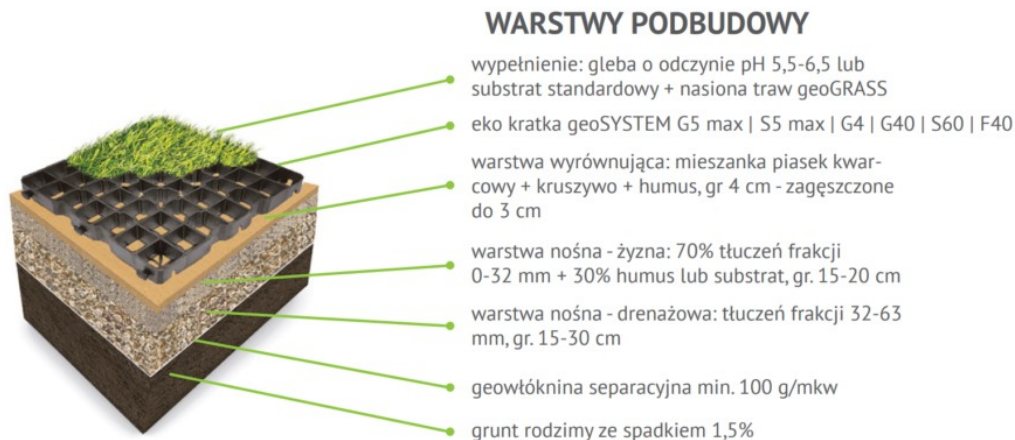 WARSTWY PODBUDOWY
wypełnienie: gleba o odczynie pH 5,5-6,5 lub
substrat standardowy + nasiona traw geoGRASS
eko kratka geoSYSTEM G5 max | S5 max | G4 | G40 | S60 | F40
warstwa wyrównująca: mieszanka piasek kwar-
cowy + kruszywo + humus, gr 4 cm - zagęszczone
do 3 cm
warstwa nośna - żyzna: 70% tłuczeń frakcji
0-32 mm + 30% humus lub substrat, gr. 15-20 cm
warstwa nośna - drenażowa: tłuczeń frakcji 32-63
mm, gr. 15-30 cm
geowłóknina separacyjna min. 100 g/mkw
grunt rodzimy ze spadkiem 1,5%